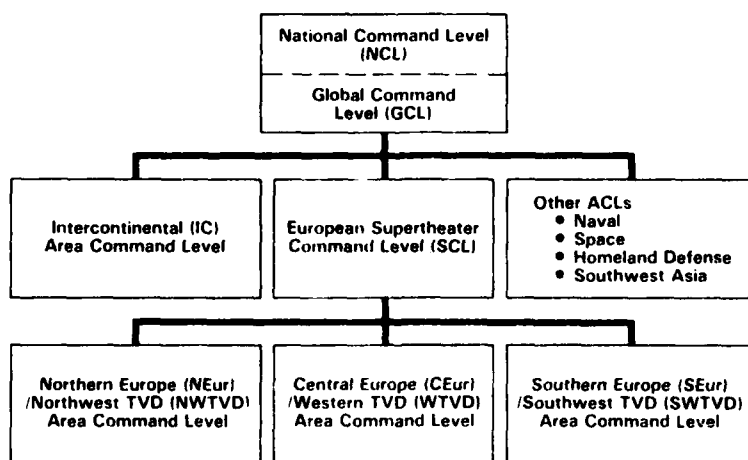 National Command Level
(NCL)
Global Command
Level (GCL)
Intercontinental (IC)
Area Command Level
European Supertheater
Command Level (SCL)
Other ACLs
● Naval
● Space
● Homeland Defense
● Southwest Asia
Northern Europe (NEur)
/Northwest TVD (NWTVD)
Area Command Level
Central Europe (CEur)
/Western TVD (WTVD)
Area Command Level
Southern Europe (SEur)
/Southwest TVD (SWTVD)
Area Command Level